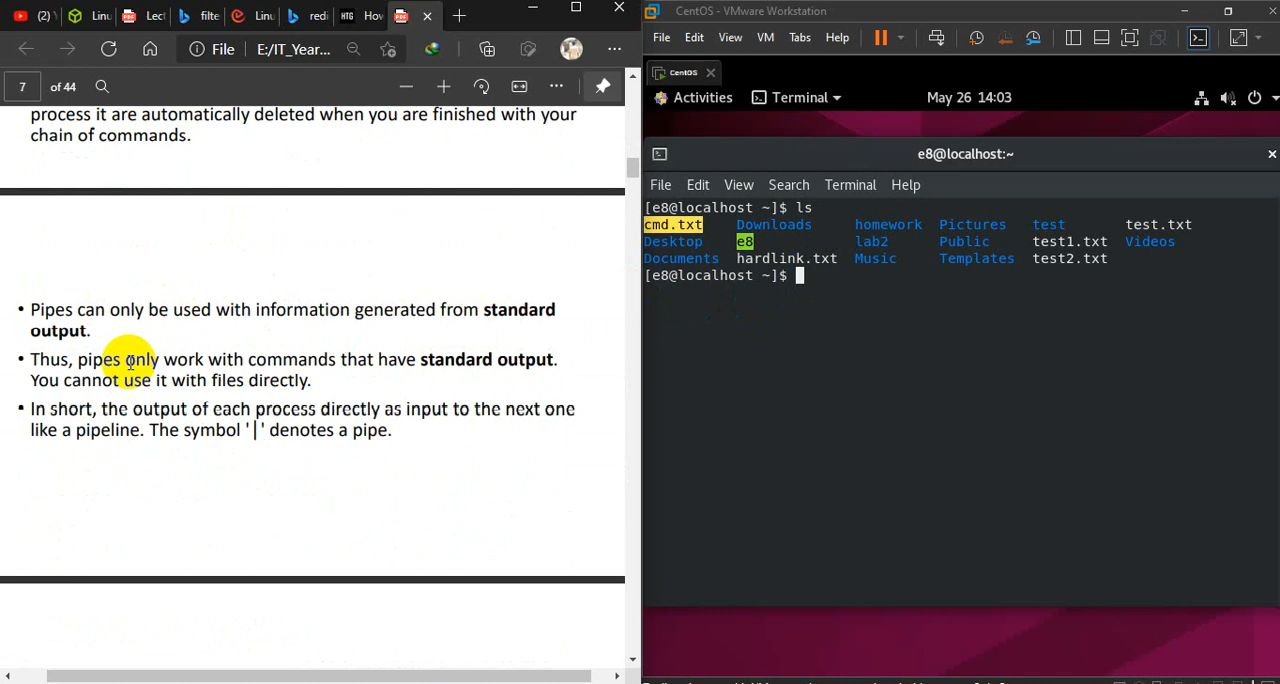 (2)
Linu
Lect
filte
Linu
redi
HTG How
File E:/IT_Year...
7 of 44
process it are automatically deleted when you are finished with your
chain of commands.
• Pipes can only be used with information generated from standard
output.
• Thus, pipes only work with commands that have standard output.
You cannot use it with files directly.
• In short, the output of each process directly as input to the next one
like a pipeline. The symbol '|' denotes a pipe.
CentOS - VMware Workstation
File Edit View VM Tabs Help
CentOS
Activities Terminal May 26 14:03
e8@localhost:~
File Edit View Search Terminal Help
[e8@localhost ~]$ ls
cmd.txt Downloads homework Pictures test test.txt
Desktop e8 lab2 Public test1.txt Videos
Documents hardlink.txt Music Templates test2.txt
[e8@localhost ~]$